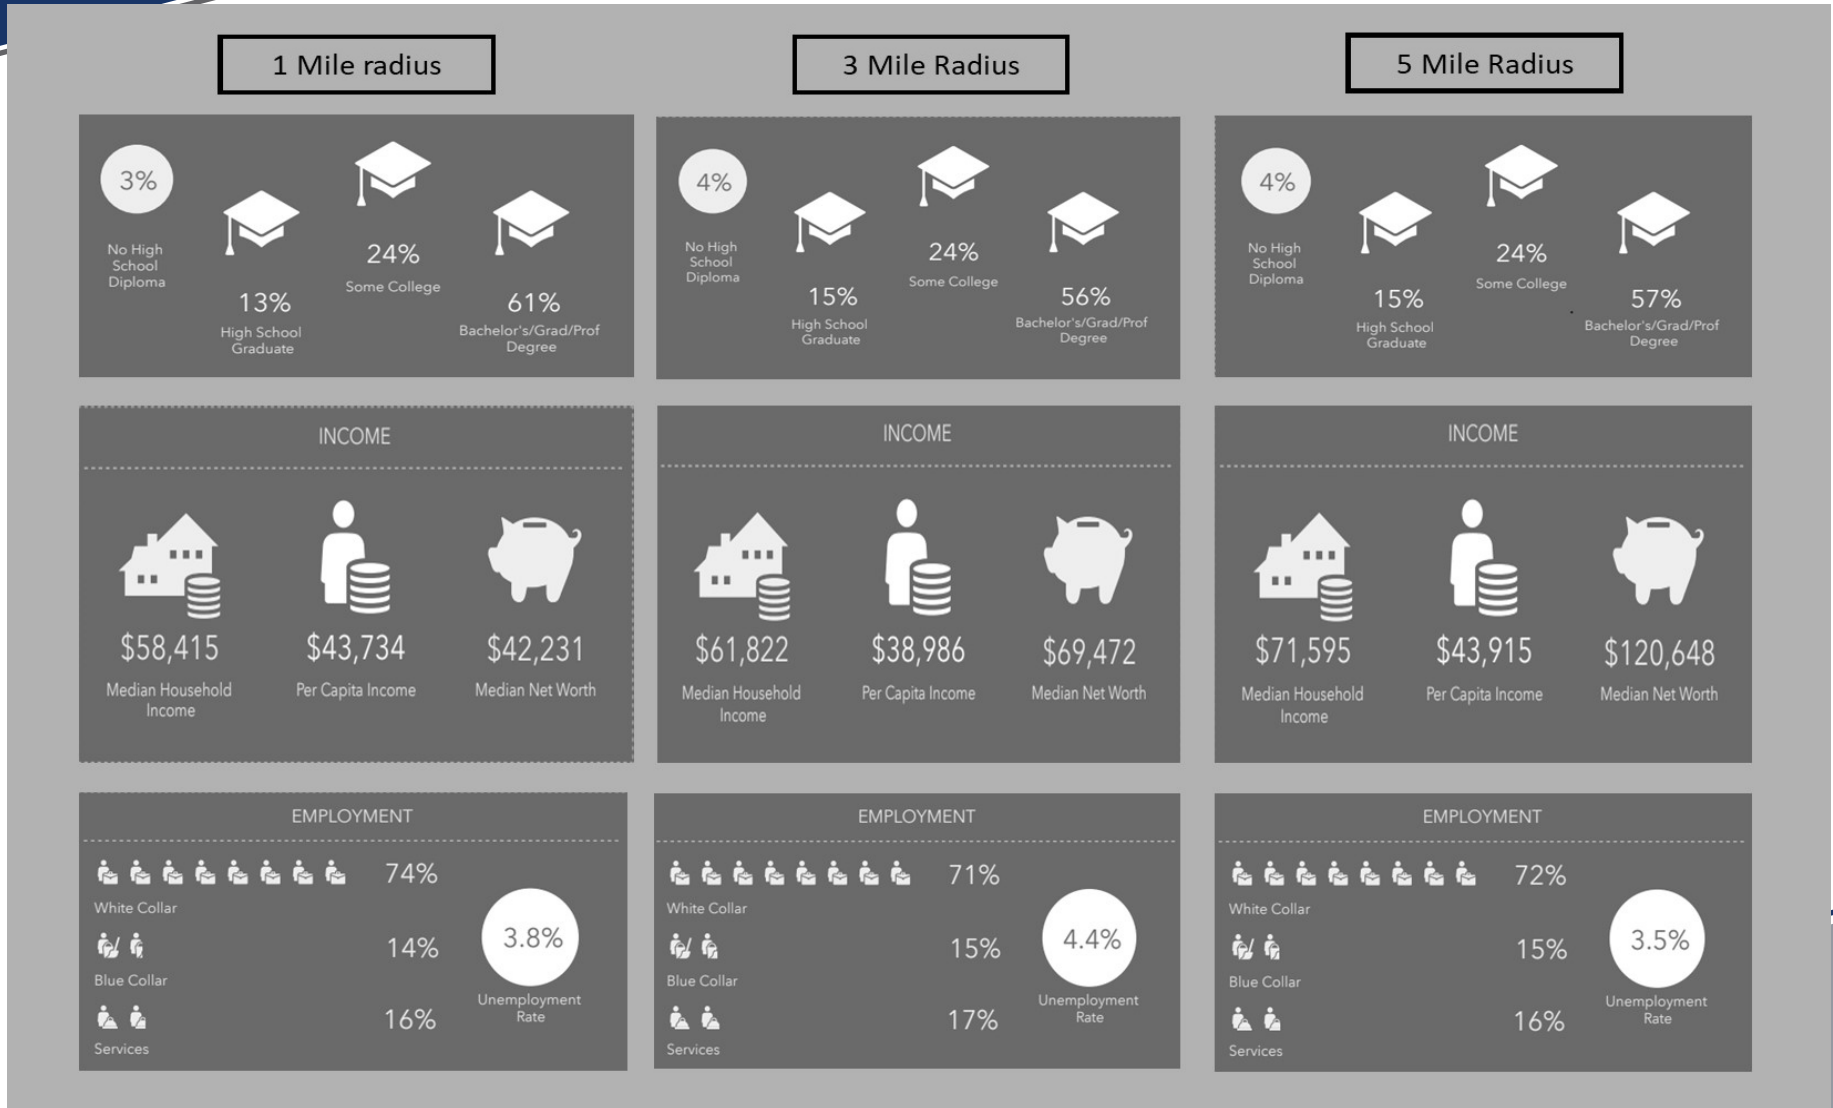 1 Mile radius
3%
No High
School
Diploma
13%
High School
Graduate
24%
Some College
61%
Bachelor's/Grad/Prof
Degree
INCOME
$58,415
Median Household
Income
$43,734
Per Capita Income
$42,231
Median Net Worth
EMPLOYMENT
74%
White Collar
14%
Blue Collar
16%
Services
3.8%
Unemployment
Rate
3 Mile Radius
4%
No High
School
Diploma
15%
High School
Graduate
24%
Some College
56%
Bachelor's/Grad/Prof
Degree
INCOME
$61,822
Median Household
Income
$38,986
Per Capita Income
$69,472
Median Net Worth
EMPLOYMENT
71%
White Collar
15%
Blue Collar
17%
Services
4.4%
Unemployment
Rate
5 Mile Radius
4%
No High
School
Diploma
15%
High School
Graduate
24%
Some College
57%
Bachelor's/Grad/Prof
Degree
INCOME
$71,595
Median Household
Income
$43,915
Per Capita Income
$120,648
Median Net Worth
EMPLOYMENT
72%
White Collar
15%
Blue Collar
16%
Services
3.5%
Unemployment
Rate